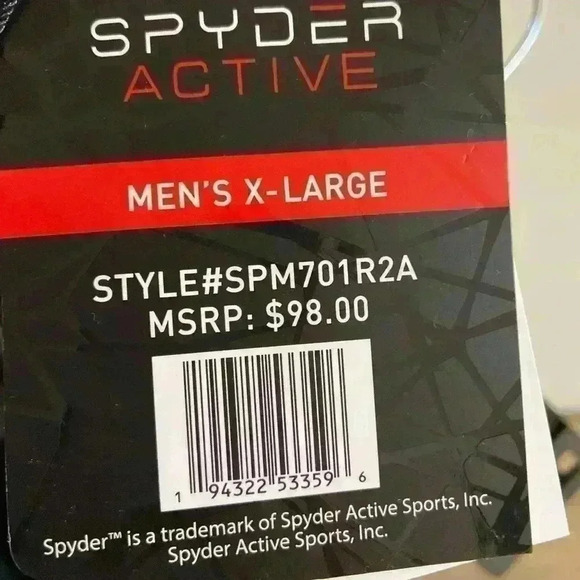 SPYDER
ACTIVE
MEN'S X-LARGE
STYLE#SPM701R2A
MSRP: $98.00
1 94322 53359 6
Spyder™ is a trademark of Spyder Active Sports, Inc.
Spyder Active Sports, Inc.